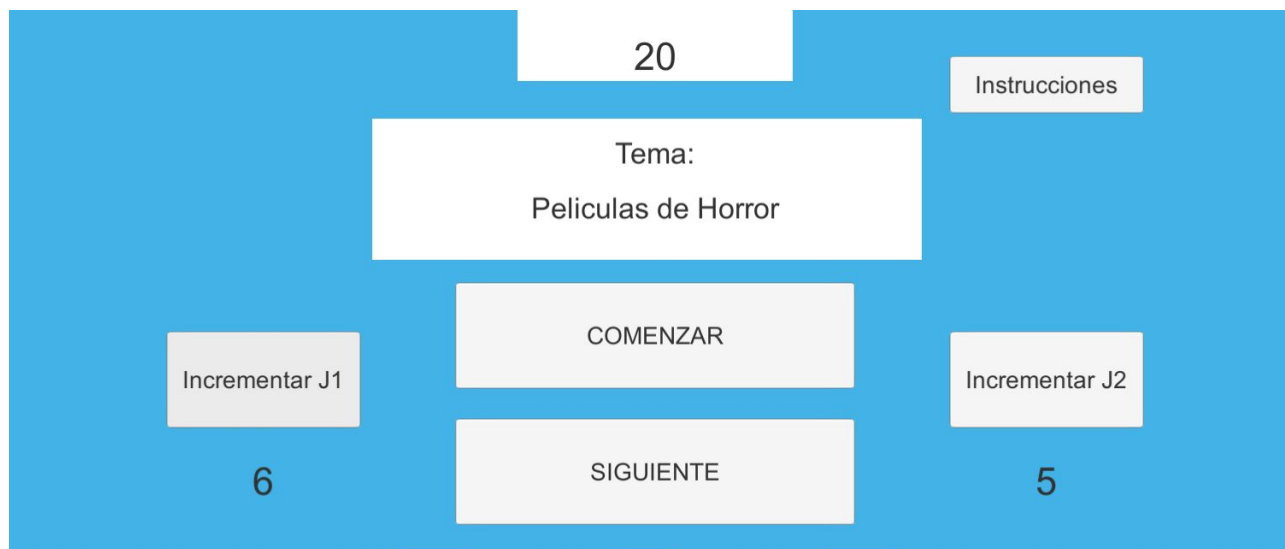 20
Instrucciones
Tema:
Peliculas de Horror
COMENZAR
Incrementar J1
Incrementar J2
SIGUIENTE
6
5